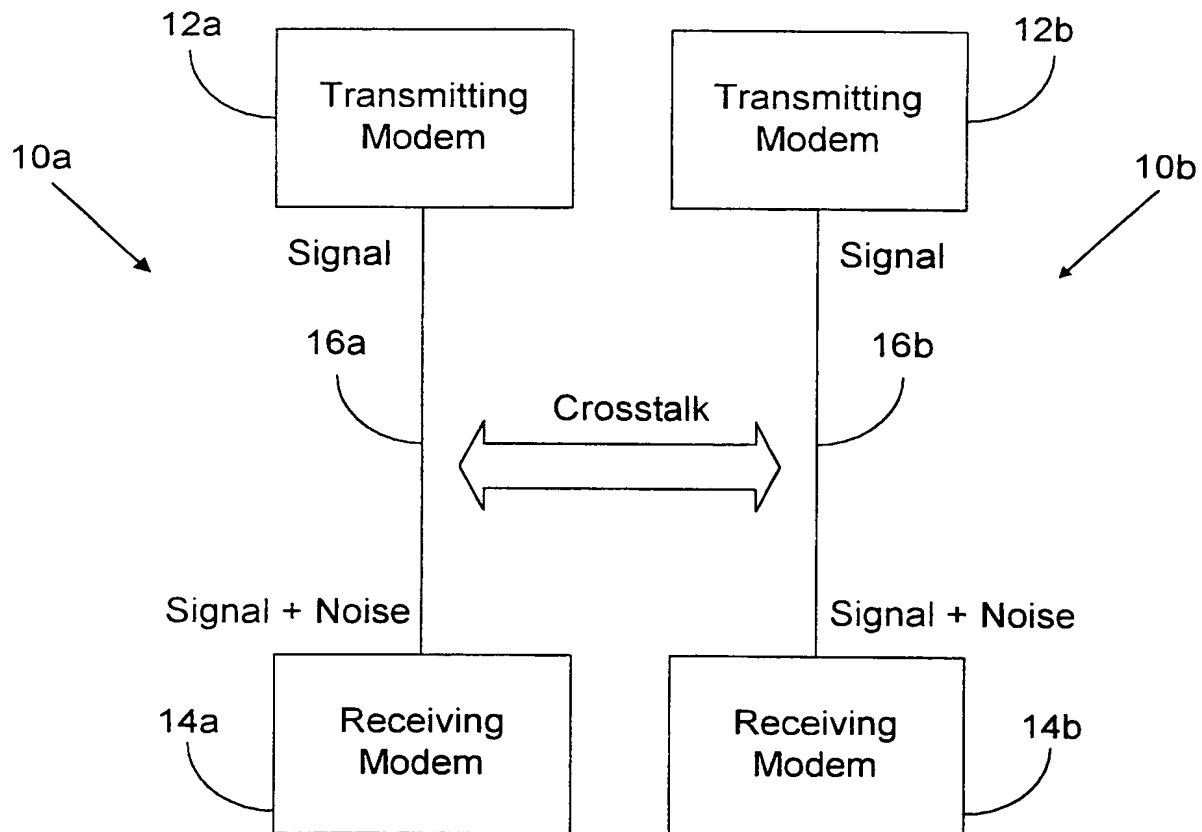 12a
12b
Transmitting
Modem
Transmitting
Modem
10a
10b
Signal
Signal
16a
16b
Crosstalk
Signal + Noise
Signal + Noise
14a
Receiving
Modem
Receiving
Modem
14b